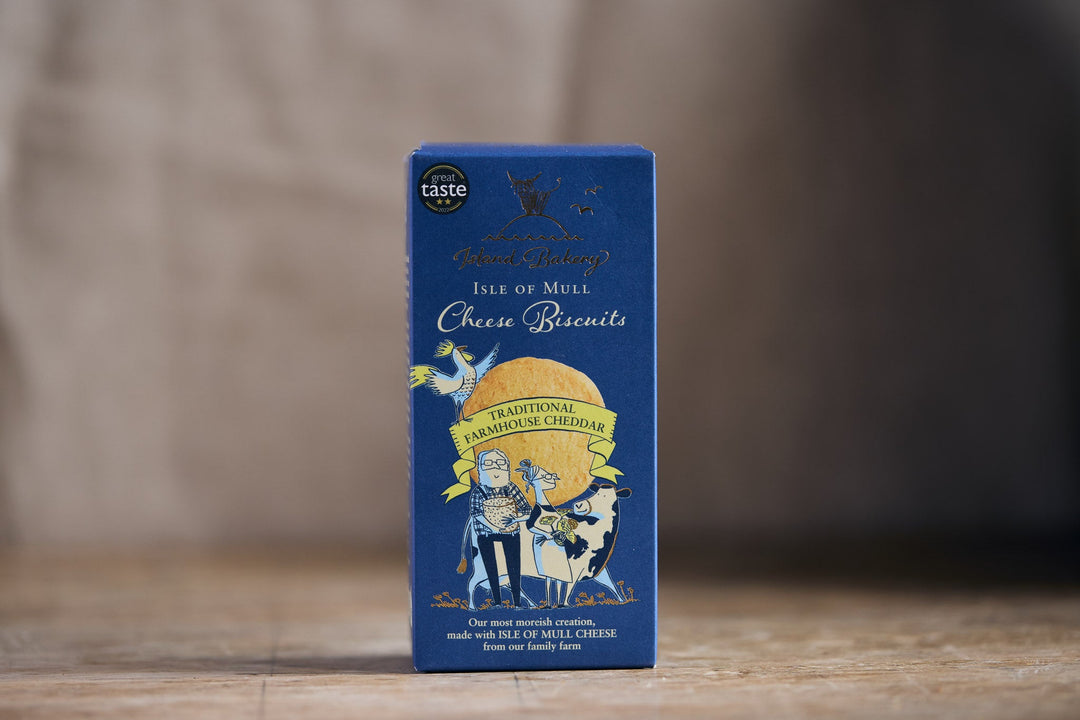 great
taste
2022
Island Bakery
ISLE OF MULL
Cheese Biscuits
TRADITIONAL
FARMHOUSE CHEDDAR
Our most moreish creation,
made with ISLE OF MULL CHEESE
from our family farm